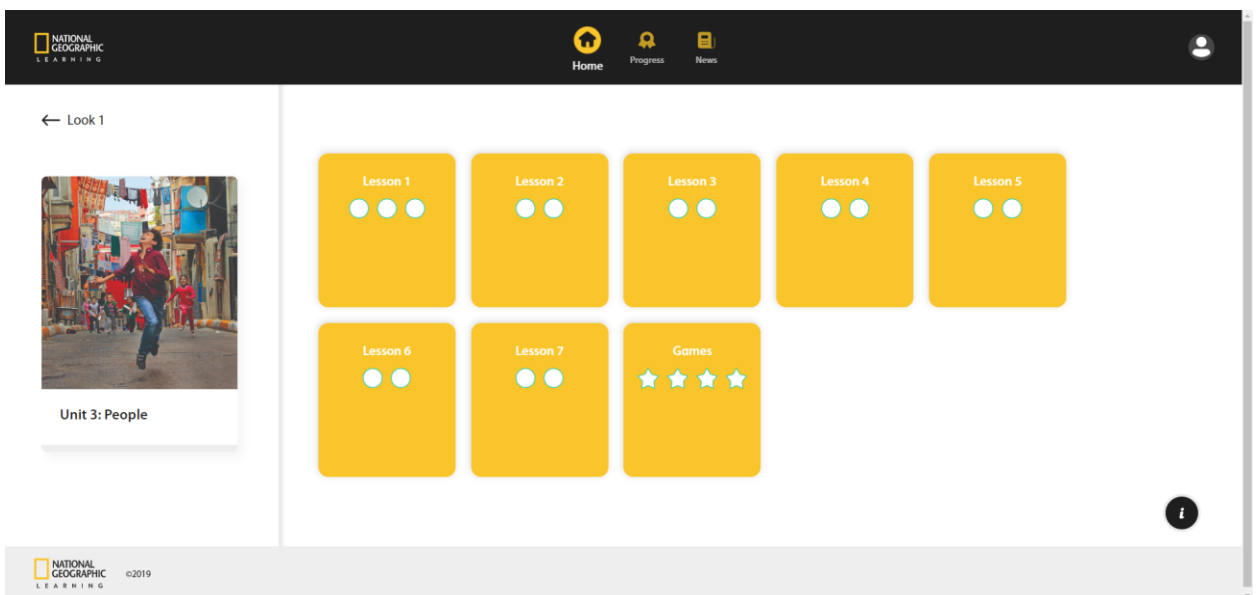 NATIONAL
GEOGRAPHIC
LEARNING
Home
Progress
News
← Look 1
Unit 3: People
Lesson 1
Lesson 2
Lesson 3
Lesson 4
Lesson 5
Lesson 6
Lesson 7
Games
i
NATIONAL
GEOGRAPHIC
LEARNING
©2019